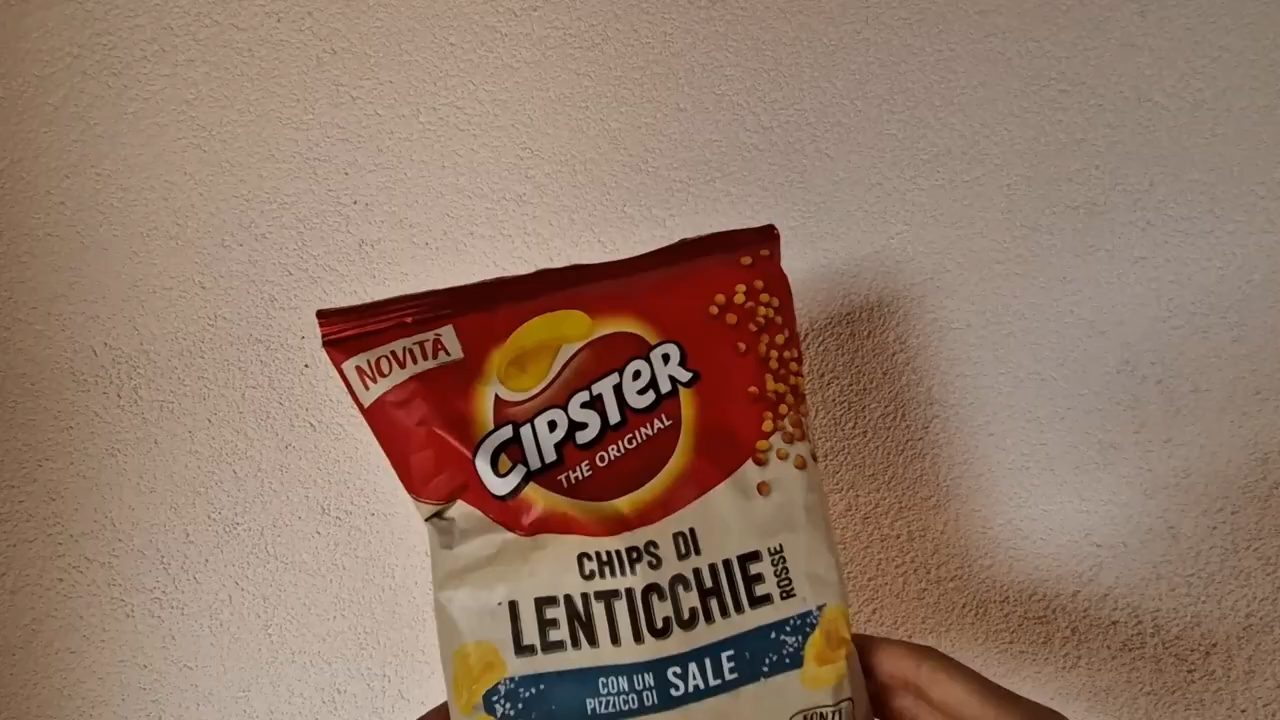 NOVITÀ
CIPSTER
THE ORIGINAL
CHIPS DI
LENTICCHIE
ROSSE
CON UN
PIZZICO DI
SALE